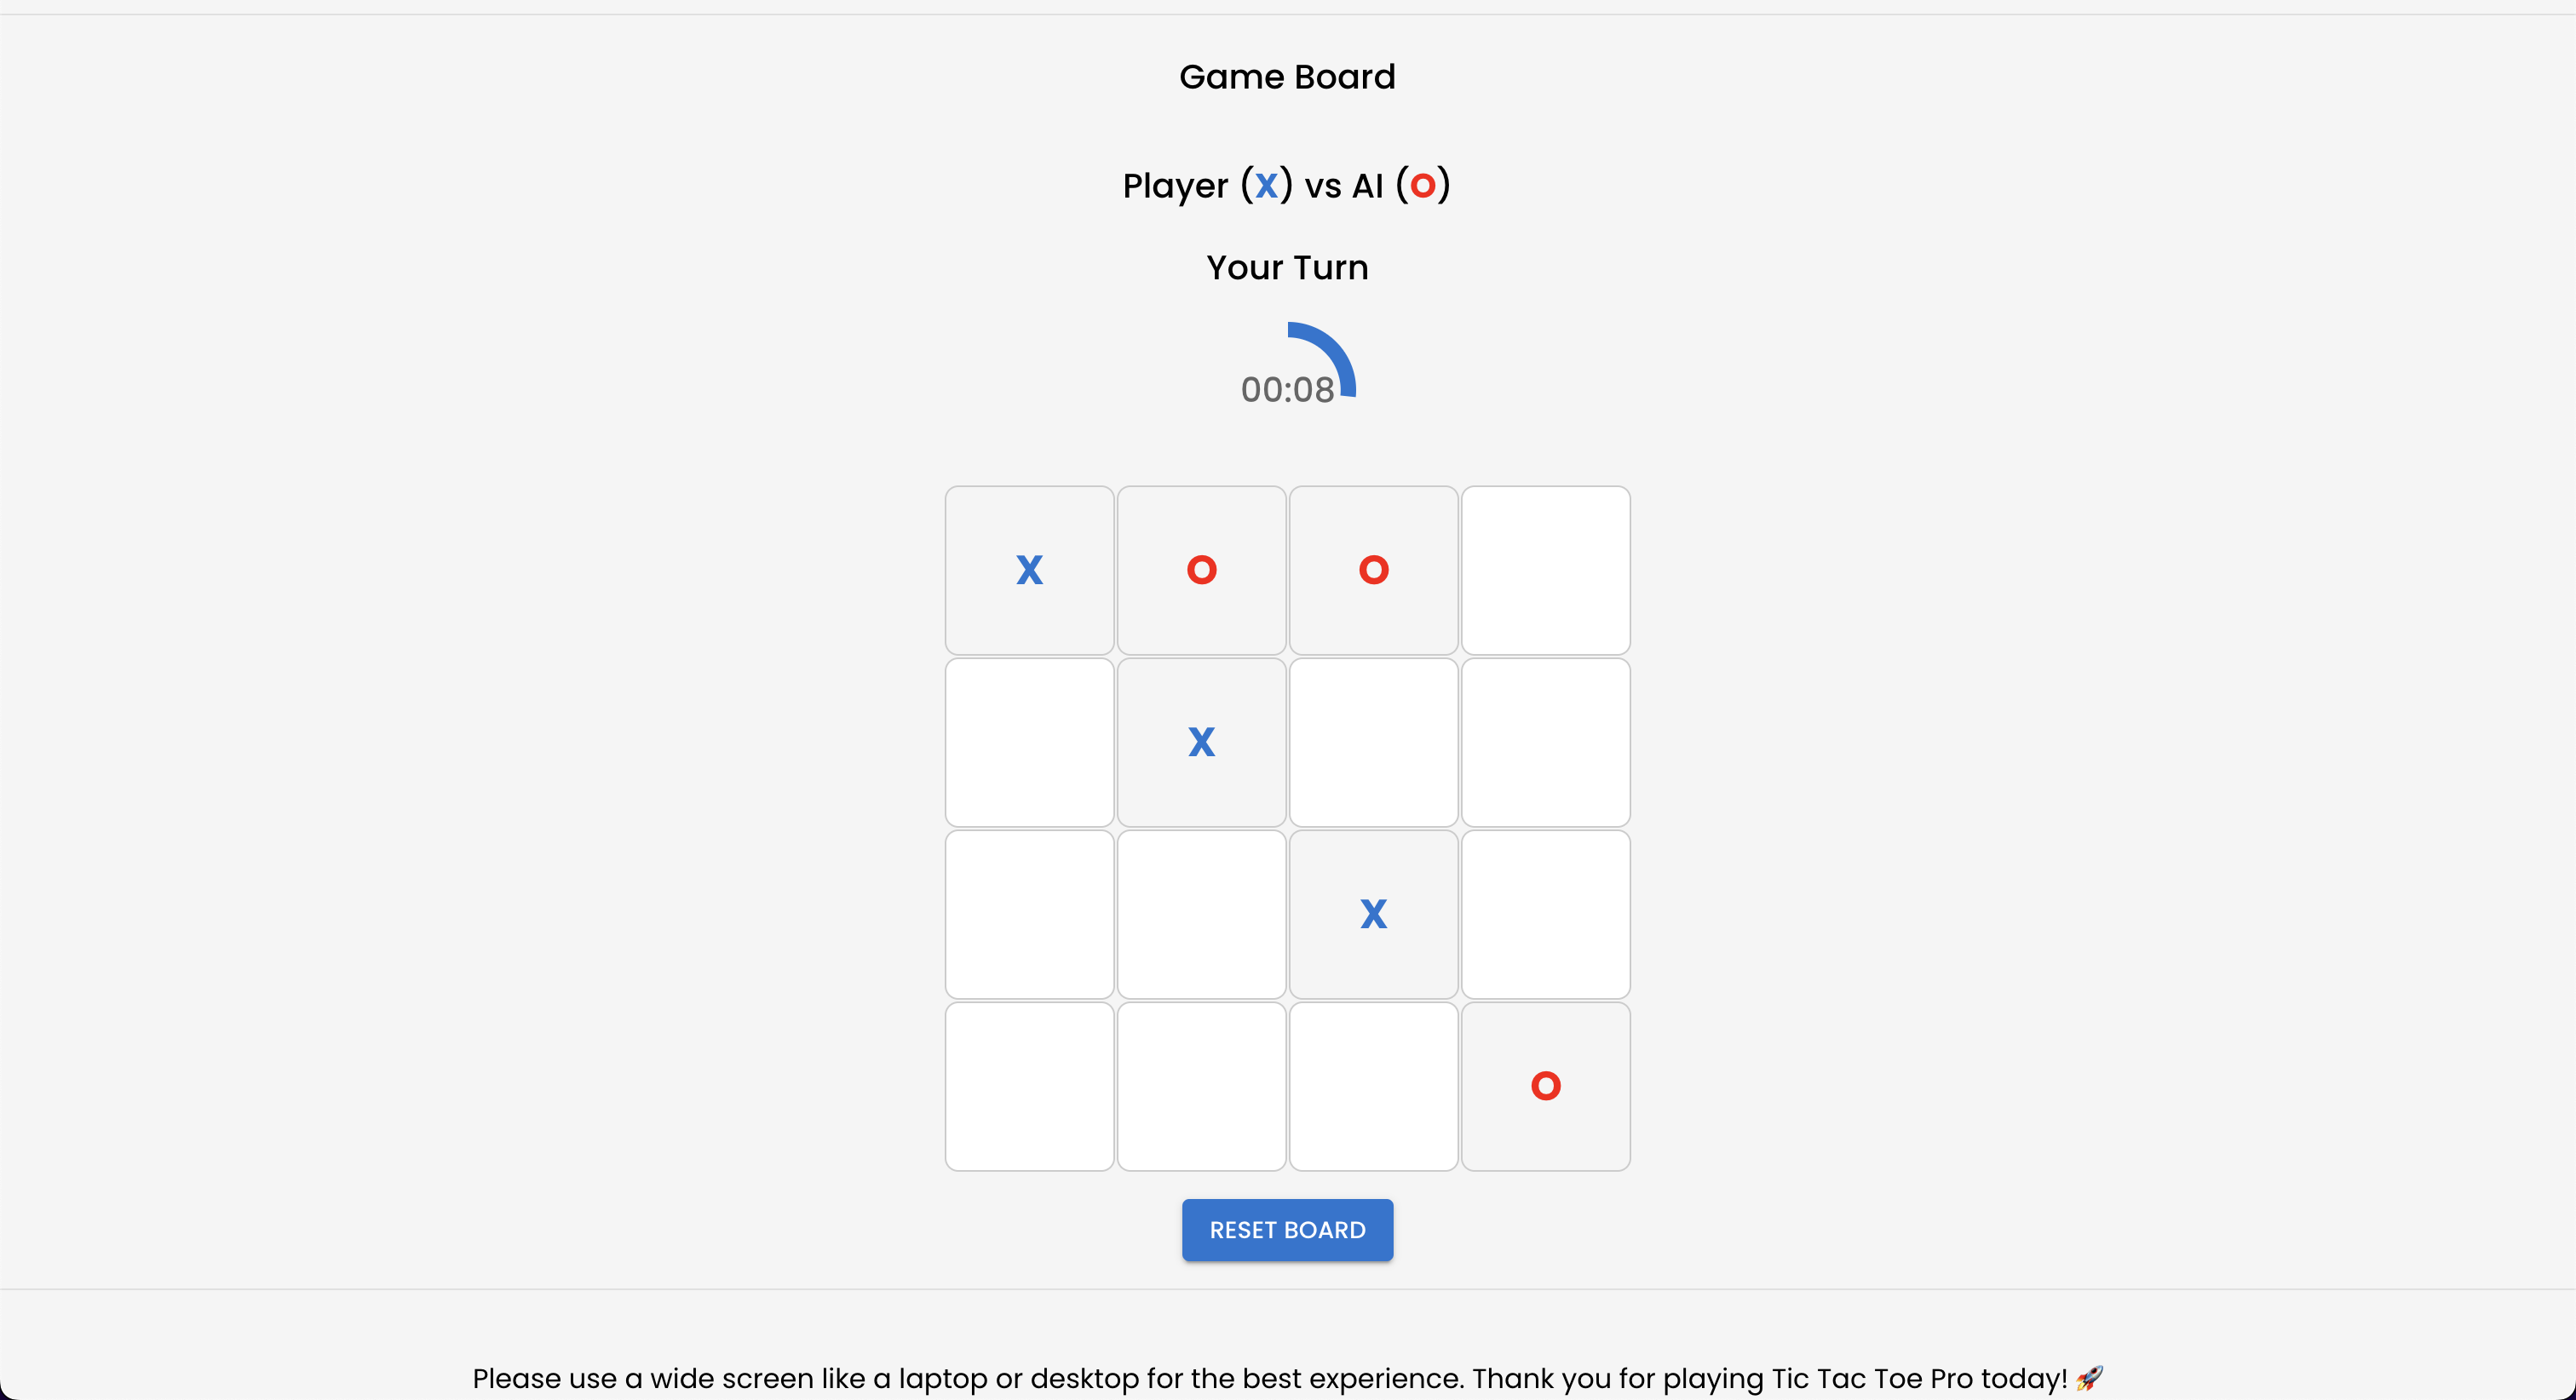 Game Board
Player (X) vs AI (O)
Your Turn
00:08
X O O
X
X
O
RESET BOARD
Please use a wide screen like a laptop or desktop for the best experience. Thank you for playing Tic Tac Toe Pro today! 🚀